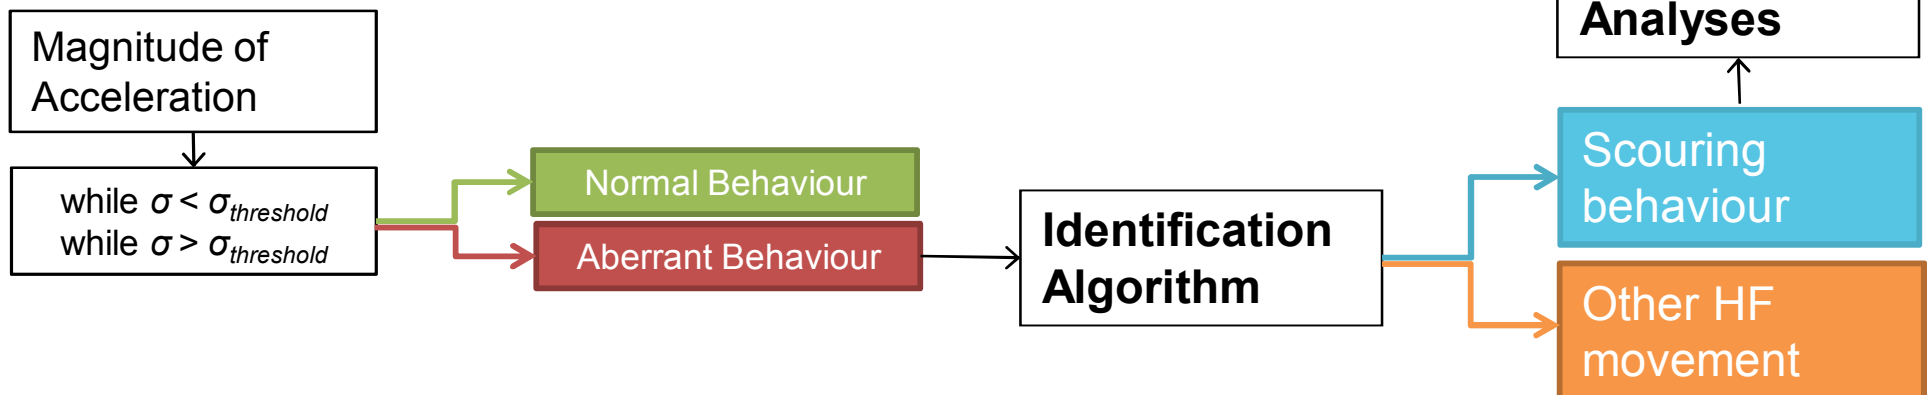 Magnitude of
Acceleration
while σ < σthreshold
while σ > σthreshold
Normal Behaviour
Aberrant Behaviour
Identification
Algorithm
Analyses
Scouring
behaviour
Other HF
movement